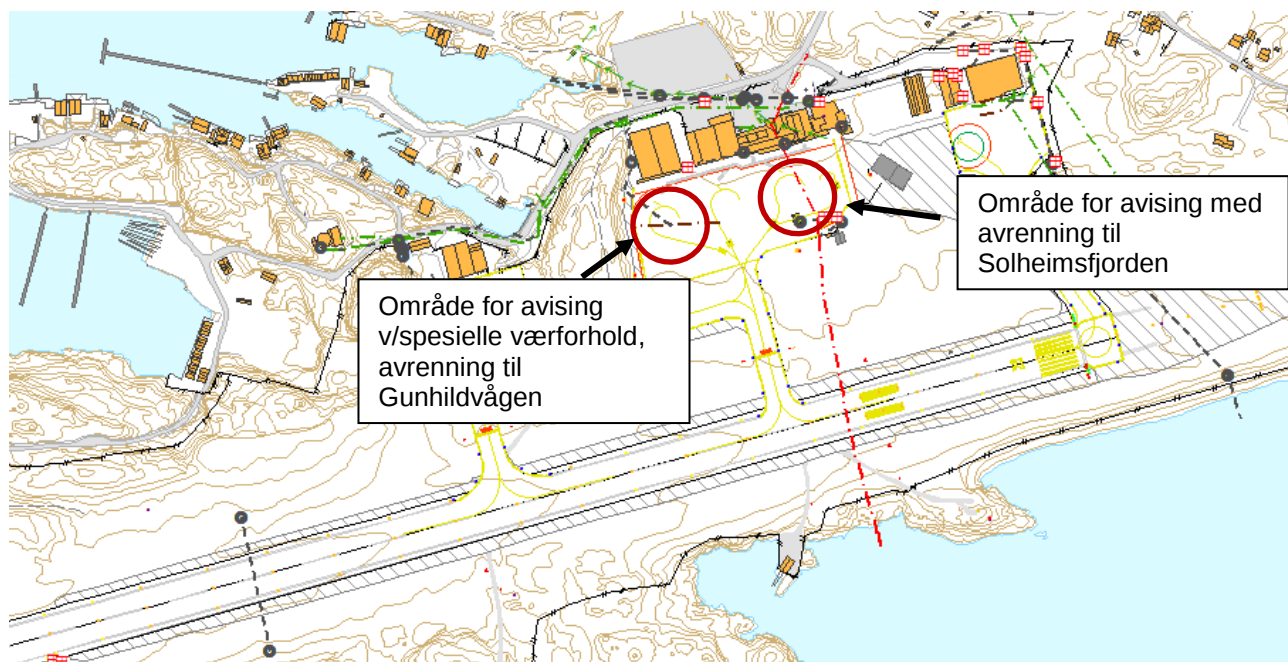 Område for avising
v/spesielle værforhold,
avrenning til
Gunhildvågen
Område for avising med
avrenning til
Solheimsfjorden